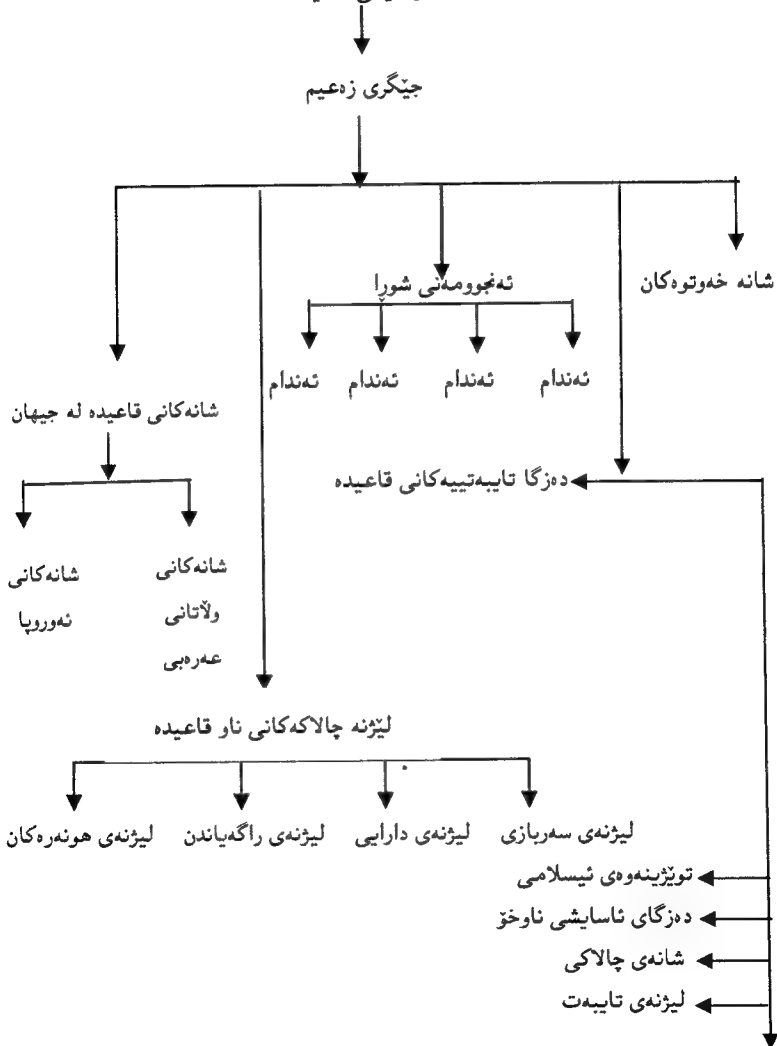 جێگری زەعیم
شانە خەوتوەکان
ئەنجوومەنی شوڕا
ئەندام
ئەندام
ئەندام
ئەندام
شانەکانی قاعیدە لە جیهان
دەزگا تایبەتییەکانی قاعیدە
شانەکانی
وڵاتانی
عەرەبی
شانەکانی
ئەوروپا
لیژنە چالاکەکانی ناو قاعیدە
لیژنەی سەربازی
لیژنەی دارایی
لیژنەی راگەیاندن
لیژنەی هونەرەکان
توێژینەوەی ئیسلامی
دەزگای ئاسایشی ناوخۆ
شانەی چالاکی
لیژنەی تایبەت